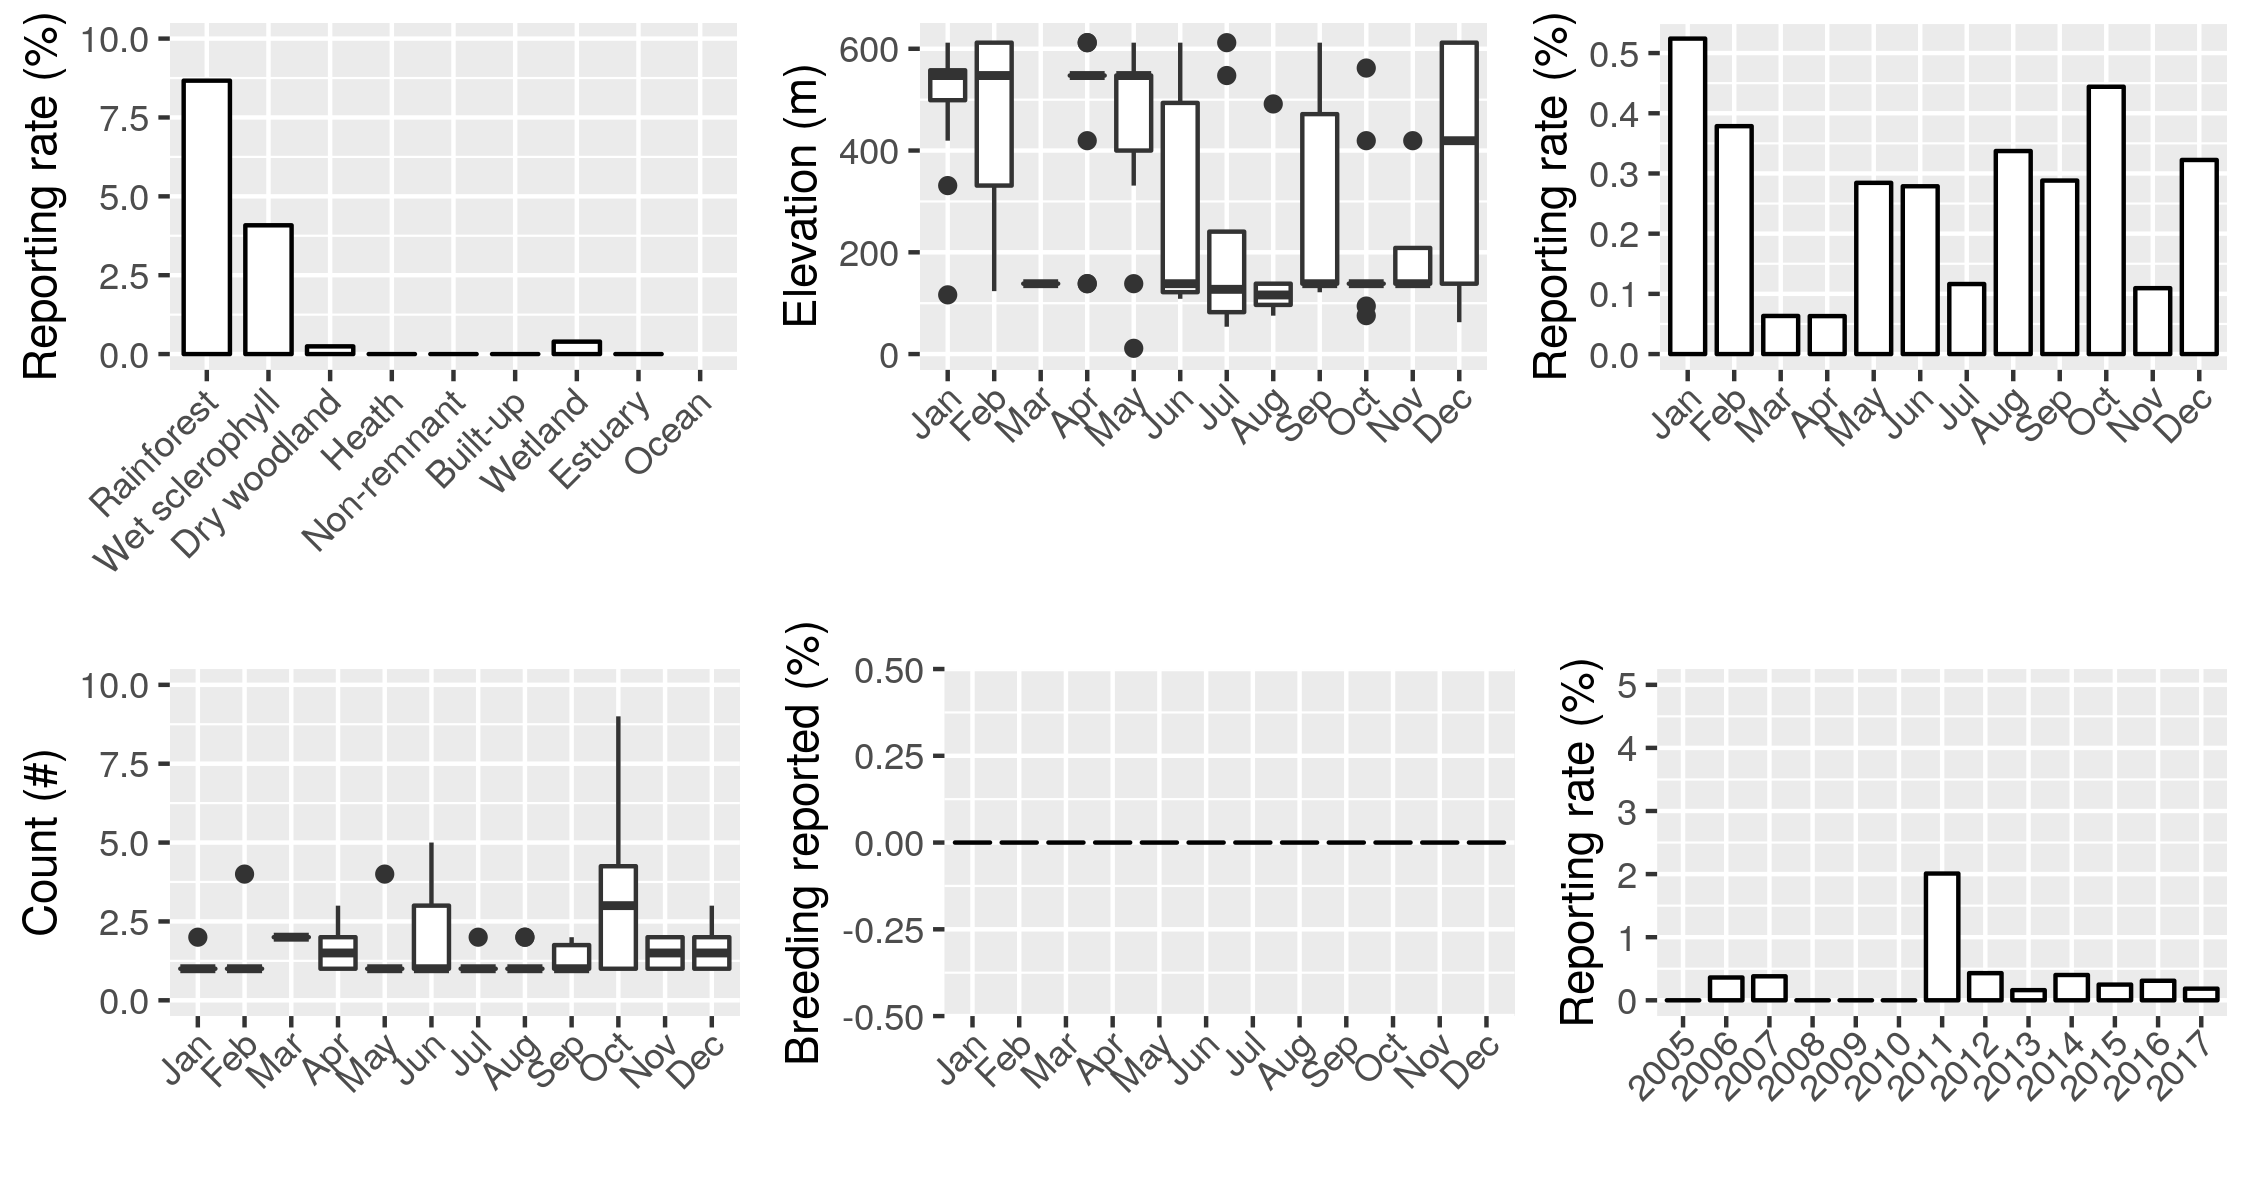 Reporting rate (%)
10.0
7.5
5.0
2.5
0.0
Rainforest
Wet sclerophyll
Dry woodland
Heath
Non-remnant
Built-up
Wetland
Estuary
Ocean
Elevation (m)
600
400
200
0
Jan Feb Mar Apr May Jun Jul Aug Sep Oct Nov Dec
Reporting rate (%)
0.5
0.4
0.3
0.2
0.1
0.0
Jan Feb Mar Apr May Jun Jul Aug Sep Oct Nov Dec
Count (#)
10.0
7.5
5.0
2.5
0.0
Jan Feb Mar Apr May Jun Jul Aug Sep Oct Nov Dec
Breeding reported (%)
0.50
0.25
0.00
-0.25
-0.50
Jan Feb Mar Apr May Jun Jul Aug Sep Oct Nov Dec
Reporting rate (%)
5
4
3
2
1
0
2005 2006 2007 2008 2009 2010 2011 2012 2013 2014 2015 2016 2017